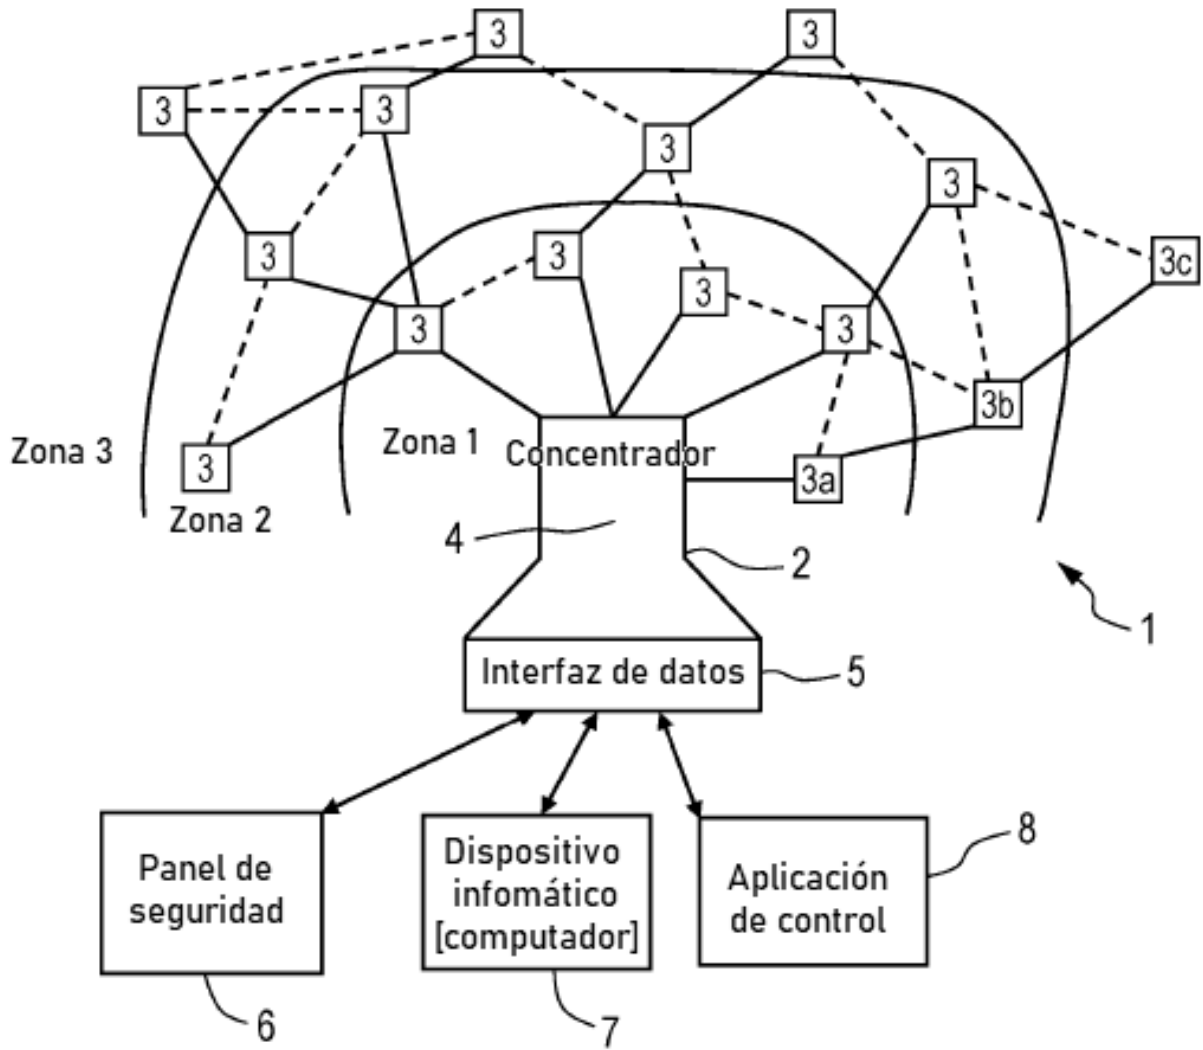 3
3
3
3
3
3
3
3c
3
3
3
3
3
3b
Zona 3
Zona 1
Concentrador
3
3a
Zona 2
4
2
1
Interfaz de datos
5
Panel de
seguridad
Dispositivo
infomático
[computador]
Aplicación
de control
8
6
7